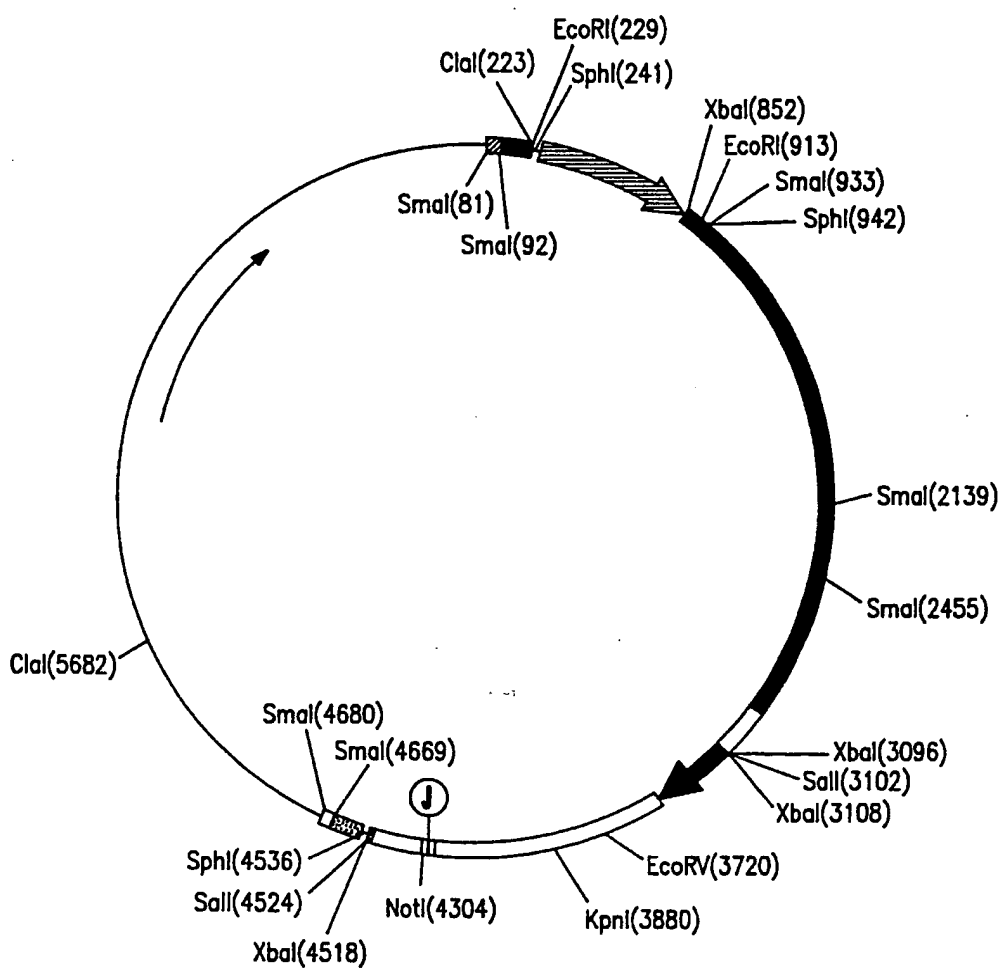 EcoRI(229)
ClaI(223)
SphI(241)
XbaI(852)
EcoRI(913)
SmaI(933)
SphI(942)
SmaI(81)
SmaI(92)
SmaI(2139)
SmaI(2455)
ClaI(5682)
SmaI(4680)
SmaI(4669)
J
XbaI(3096)
SalI(3102)
XbaI(3108)
SphI(4536)
EcoRV(3720)
SalI(4524)
NotI(4304)
KpnI(3880)
XbaI(4518)